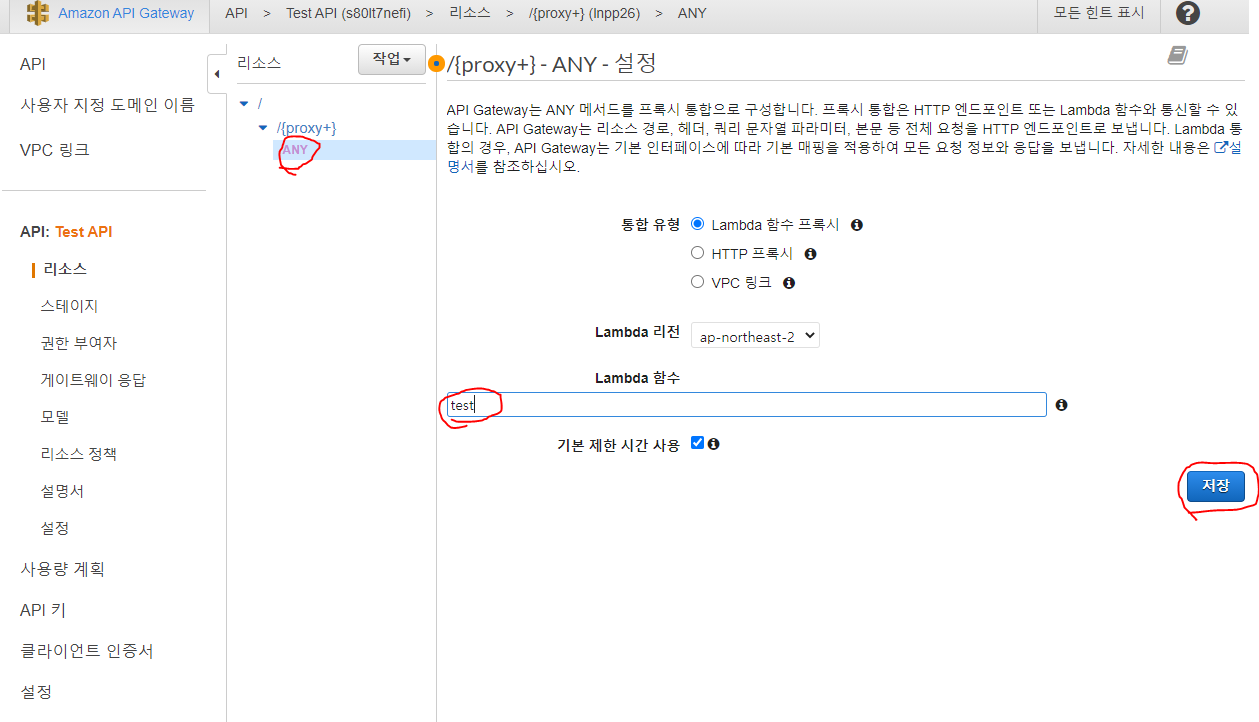 Amazon API Gateway
API > Test API (s80lt7nefi) > 리소스 > /{proxy+} (lnpp26) > ANY
모든 힌트 표시
?
API
사용자 지정 도메인 이름
VPC 링크
API: Test API
리소스
스테이지
권한 부여자
게이트웨이 응답
모델
리소스 정책
설명서
설정
사용량 계획
API 키
클라이언트 인증서
설정
리소스
작업
/
/{proxy+}
ANY
/{proxy+} - ANY - 설정
API Gateway는 ANY 메서드를 프록시 통합으로 구성합니다. 프록시 통합은 HTTP 엔드포인트 또는 Lambda 함수와 통신할 수 있
습니다. API Gateway는 리소스 경로, 헤더, 쿼리 문자열 파라미터, 본문 등 전체 요청을 HTTP 엔드포인트로 보냅니다. Lambda 통
합의 경우, API Gateway는 기본 인터페이스에 따라 기본 매핑을 적용하여 모든 요청 정보와 응답을 보냅니다. 자세한 내용은 설
명서를 참조하십시오.
통합 유형
Lambda 함수 프록시
HTTP 프록시
VPC 링크
Lambda 리전
ap-northeast-2
Lambda 함수
test
기본 제한 시간 사용
저장